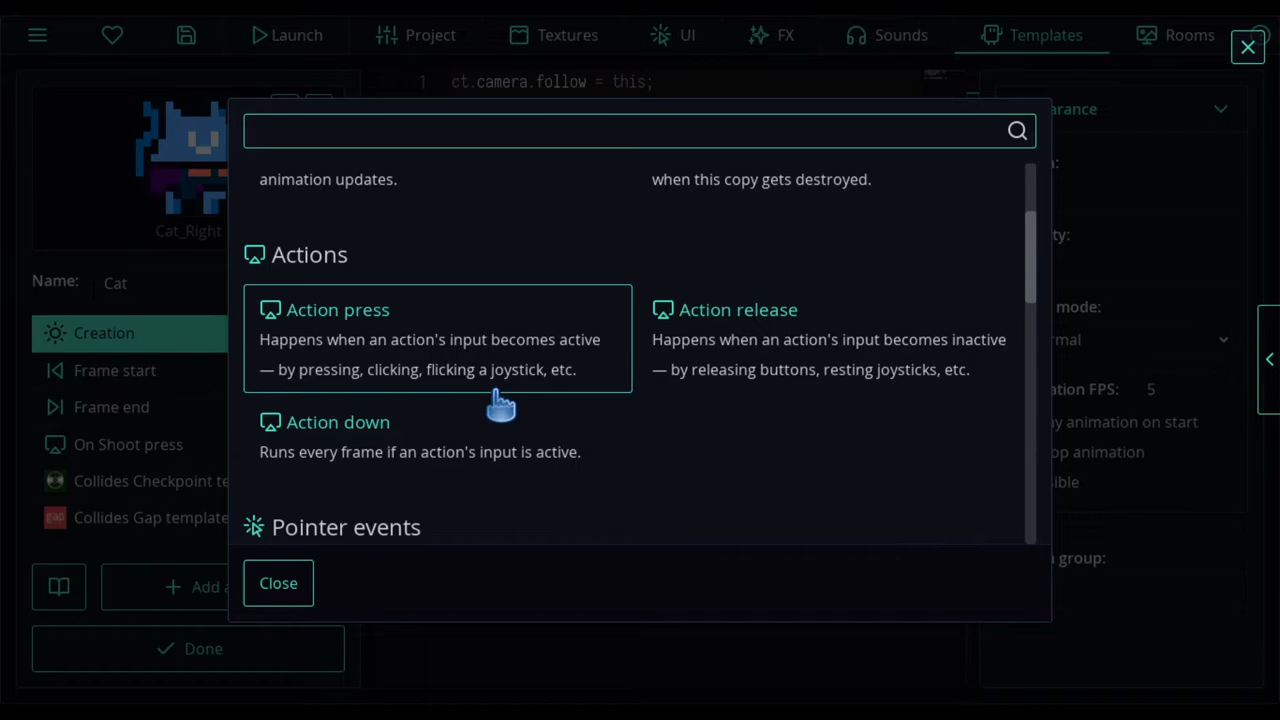 Launch
Project
Textures
UI
FX
Sounds
Templates
Rooms
1
ct.camera.follow = this;
arance
animation updates.
when this copy gets destroyed.
Actions
Action press
Happens when an action's input becomes active
— by pressing, clicking, flicking a joystick, etc.
Action release
Happens when an action's input becomes inactive
— by releasing buttons, resting joysticks, etc.
Action down
Runs every frame if an action's input is active.
Pointer events
Close
Cat_Right
Name: Cat
Creation
Frame start
Frame end
On Shoot press
Collides Checkpoint te
gap
Collides Gap template
Add a
Done
mode:
FPS: 5
animation on start
animation
group: